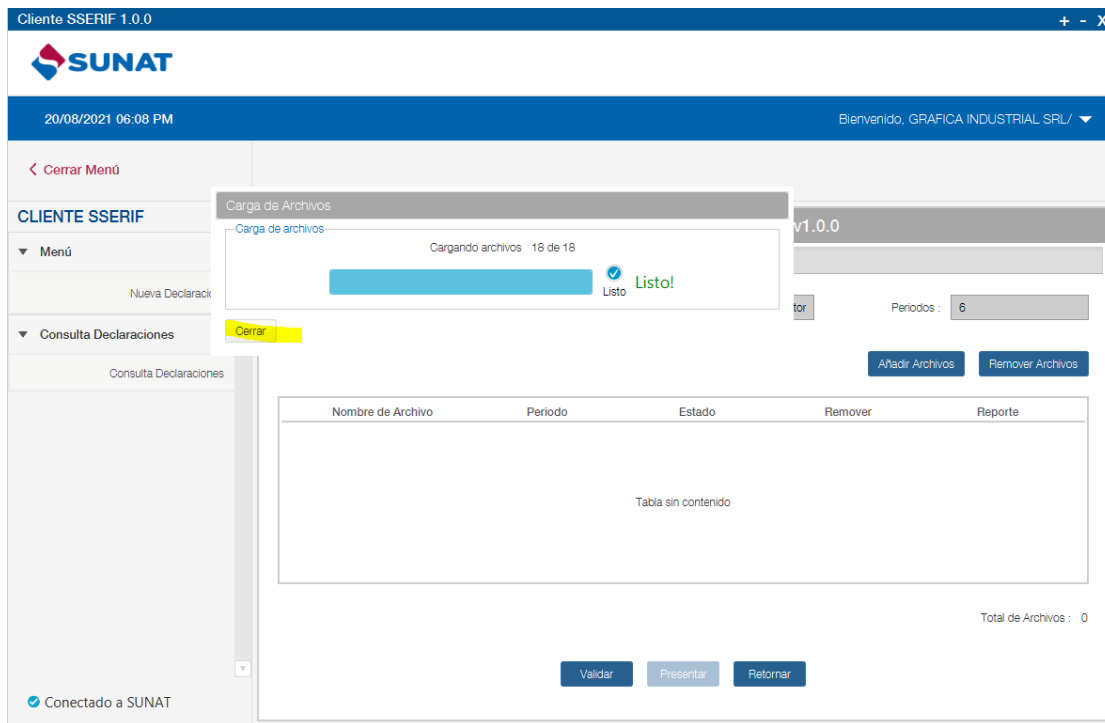 Cliente SSERIF 1.0.0
+ - X
SUNAT
20/08/2021 06:08 PM
Bienvenido, GRAFICA INDUSTRIAL SRL/
Cerrar Menú
CLIENTE SSERIF
Menú
Nueva Declaracio
Consulta Declaraciones
Consulta Declaraciones
Conectado a SUNAT
Carga de Archivos
Carga de archivos
Cargando archivos 18 de 18
Listo
Listo!
Cerrar
v1.0.0
tor
Periodos : 6
Añadir Archivos
Remover Archivos
Nombre de Archivo Periodo Estado Remover Reporte
Tabla sin contenido
Total de Archivos : 0
Validar
Presentar
Retornar